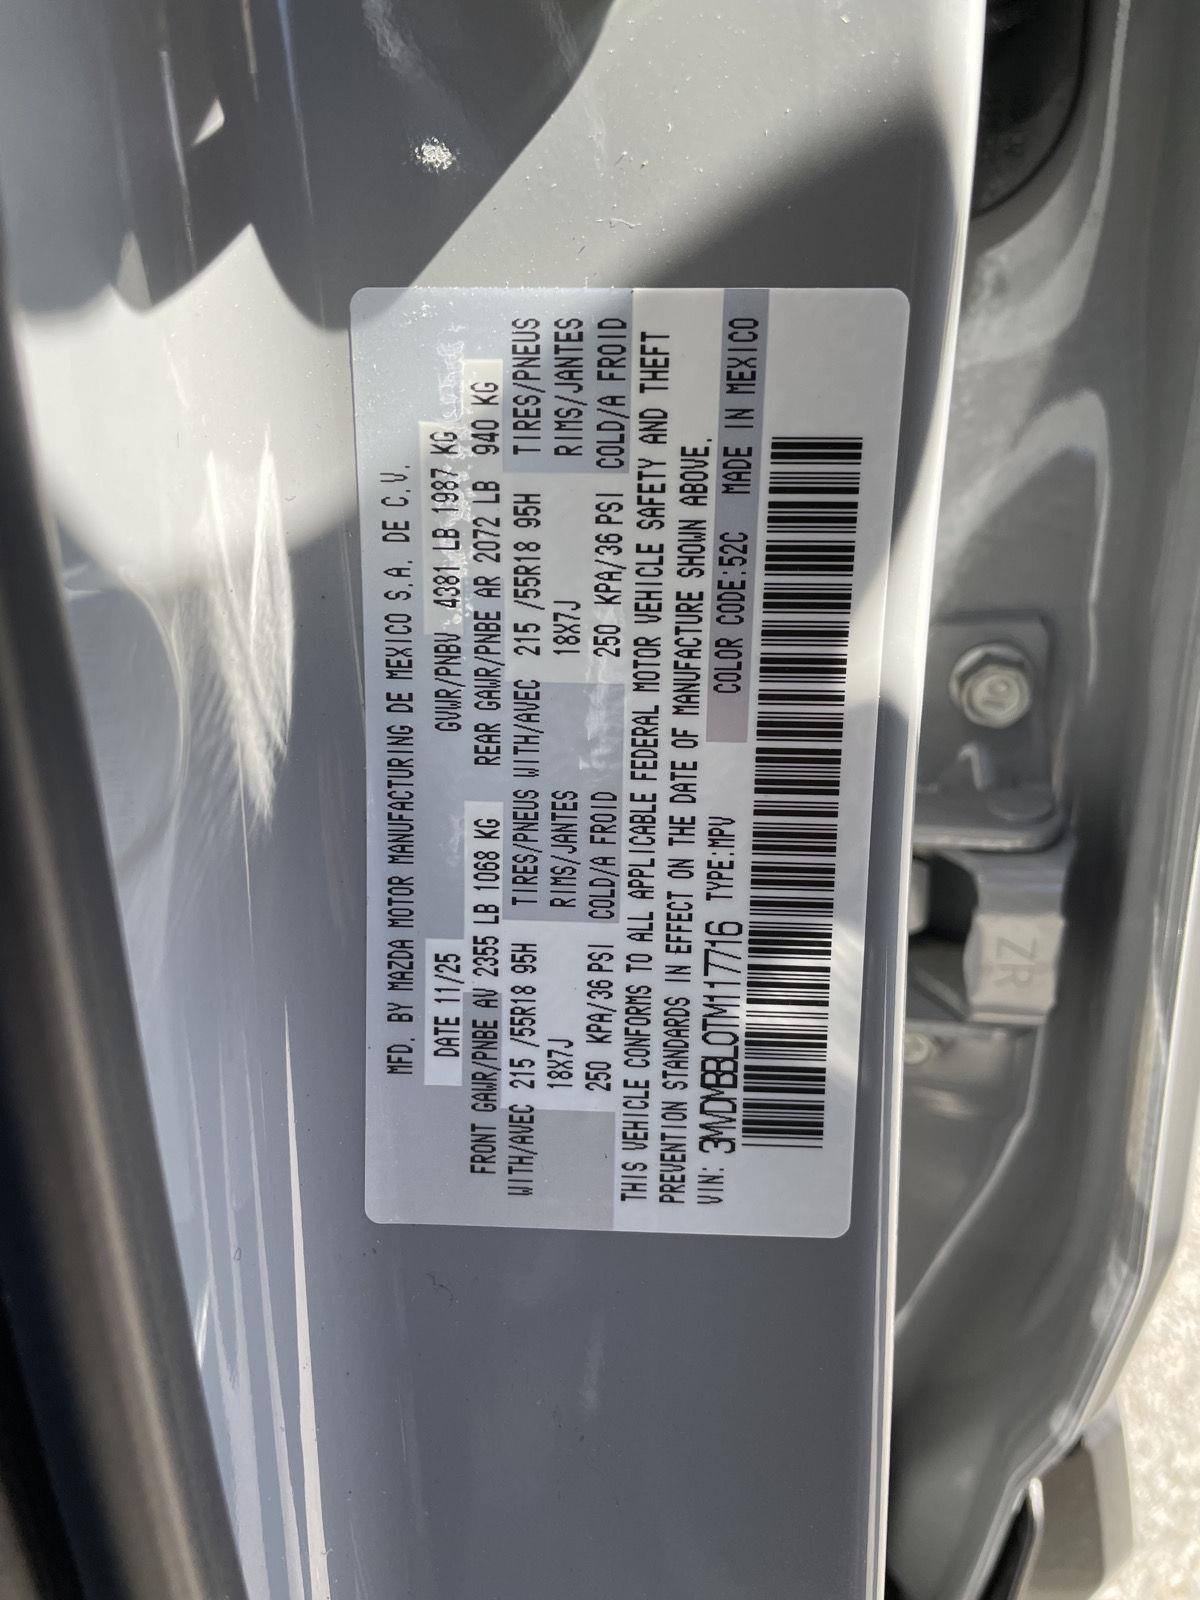 MFD. BY MAZDA MOTOR MANUFACTURING DE MEXICO S.A. DE C.V.
DATE 11/25 GVWR/PNBV 4381 LB 1987 KG
FRONT GAWR/PNBE AV 2355 LB 1068 KG REAR GAWR/PNBE AR 2072 LB 940 KG
WITH/AVEC 215 /55R18 95H TIRES/PNEUS WITH/AVEC 215 /55R18 95H TIRES/PNEUS
18X7J RIMS/JANTES 18X7J RIMS/JANTES
250 KPA/36 PSI COLD/A FROID 250 KPA/36 PSI COLD/A FROID
THIS VEHICLE CONFORMS TO ALL APPLICABLE FEDERAL MOTOR VEHICLE SAFETY AND THEFT
PREVENTION STANDARDS IN EFFECT ON THE DATE OF MANUFACTURE SHOWN ABOVE.
VIN: 3MVDMBBL0TM117716 TYPE:MPV COLOR CODE:52C MADE IN MEXICO
ZR